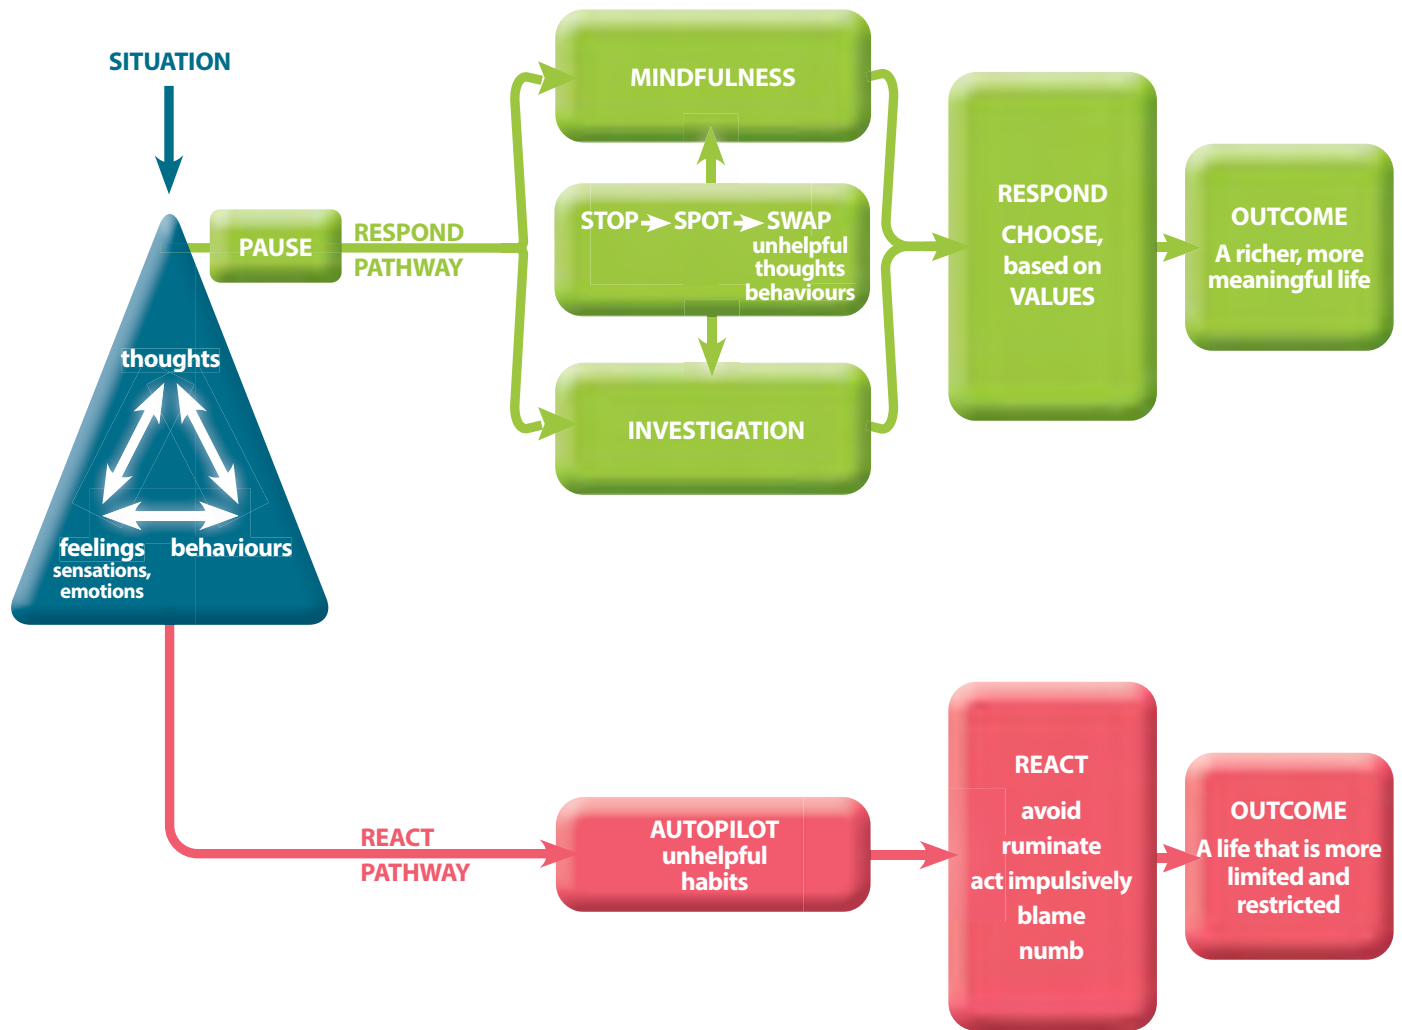 SITUATION
PAUSE
RESPOND
PATHWAY
MINDFULNESS
STOP SPOT SWAP
unhelpful
thoughts
behaviours
INVESTIGATION
RESPOND
CHOOSE,
based on
VALUES
OUTCOME
A richer, more
meaningful life
thoughts
feelings behaviours
sensations,
emotions
REACT
PATHWAY
AUTOPILOT
unhelpful
habits
REACT
avoid
ruminate
act impulsively
blame
numb
OUTCOME
A life that is more
limited and
restricted